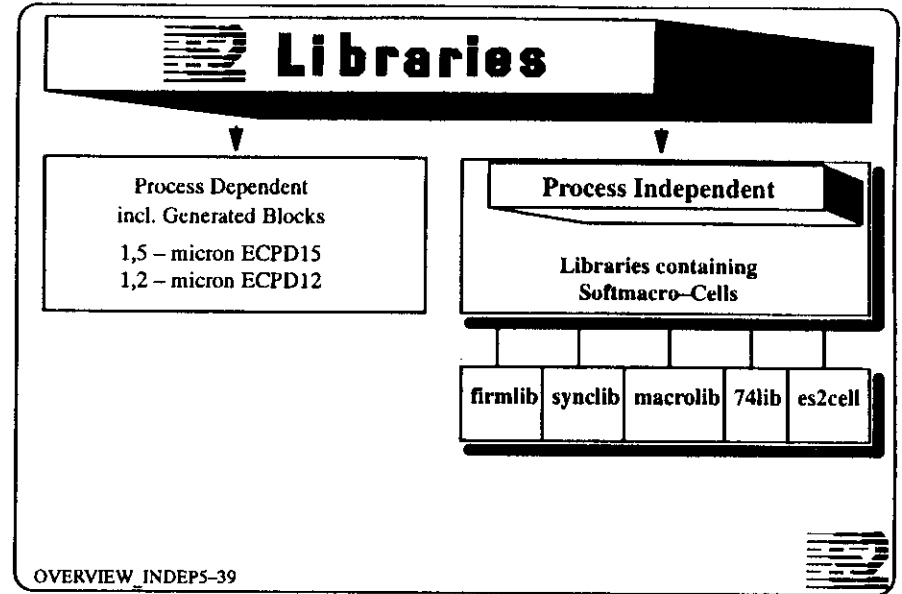 Libraries
Process Dependent
incl. Generated Blocks
1,5 – micron ECPD15
1,2 – micron ECPD12
Process Independent
Libraries containing
Softmacro–Cells
firmlib synclib macrolib 74lib es2cell
OVERVIEW_INDEP5–39